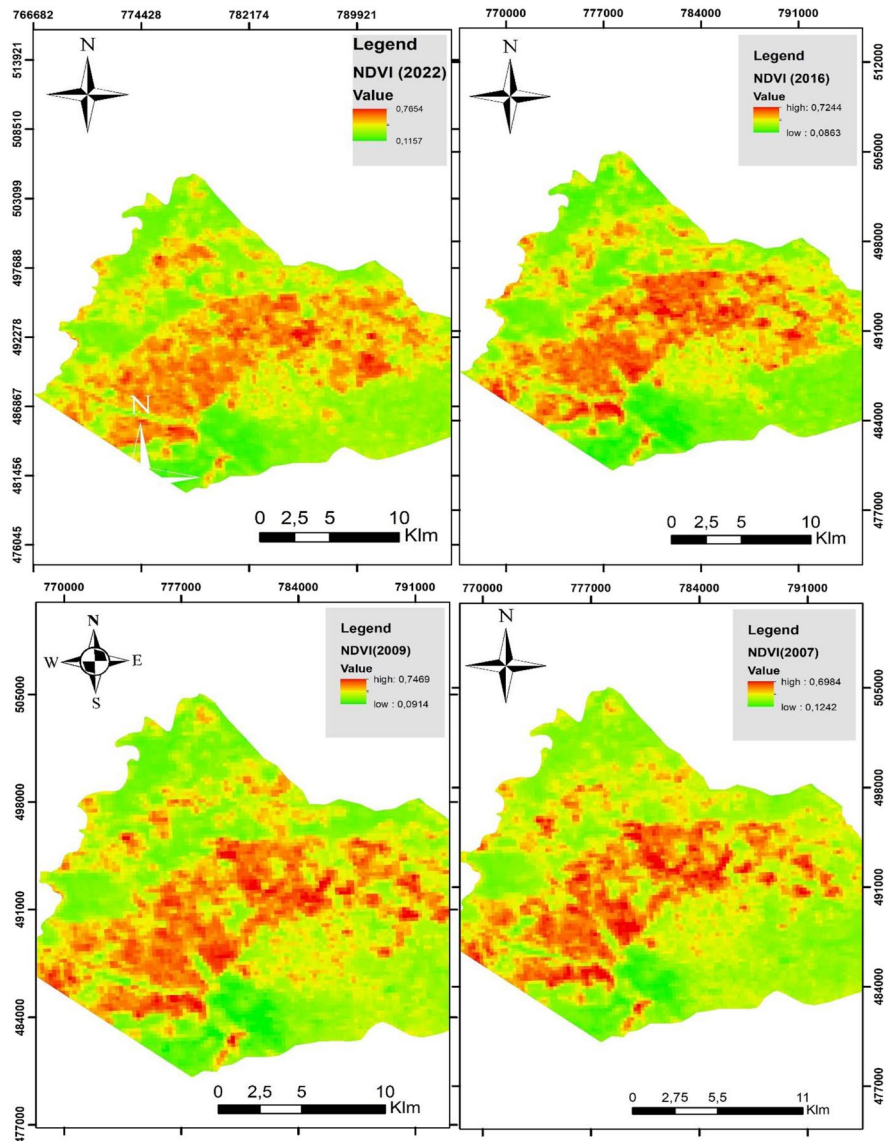 766682 774428 782174 789921
513921
508510
503099
497688
492278
486867
481456
476045
N
Legend
NDVI (2022)
Value
0,7654
0,1157
N
0 2,5 5 10
Klm
770000 777000 784000 791000
N
Legend
NDVI (2016)
Value
high: 0,7244
low : 0,0863
512000
505000
498000
491000
484000
477000
0 2,5 5 10
Klm
770000 777000 784000 791000
505000
498000
491000
484000
477000
N
W E
S
Legend
NDVI(2009)
Value
high: 0,7469
low : 0,0914
0 2,5 5 10
Klm
770000 777000 784000 791000
N
Legend
NDVI(2007)
Value
high : 0,6984
low : 0,1242
505000
498000
491000
484000
477000
0 2,75 5,5 11
Klm